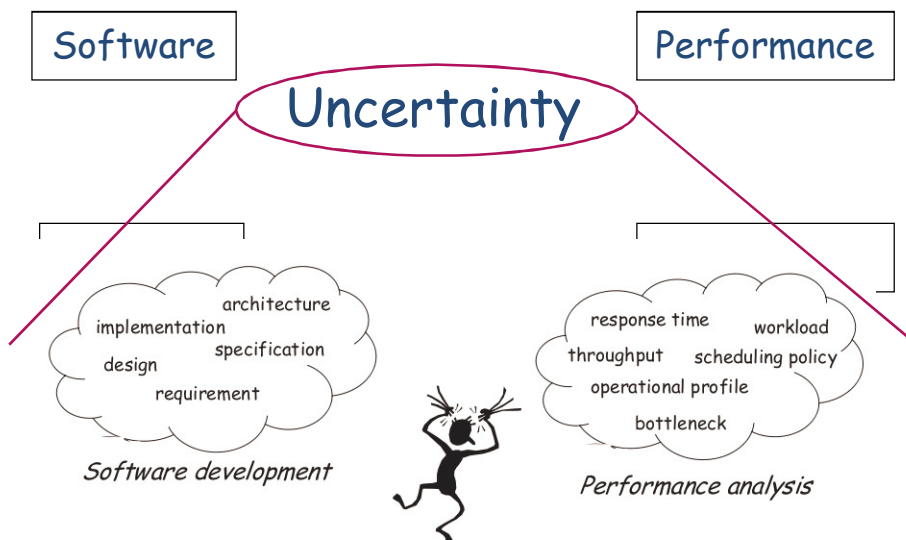 Software
Performance
Uncertainty
architecture
implementation
specification
design
requirement
Software development
response time
workload
throughput
scheduling policy
operational profile
bottleneck
Performance analysis